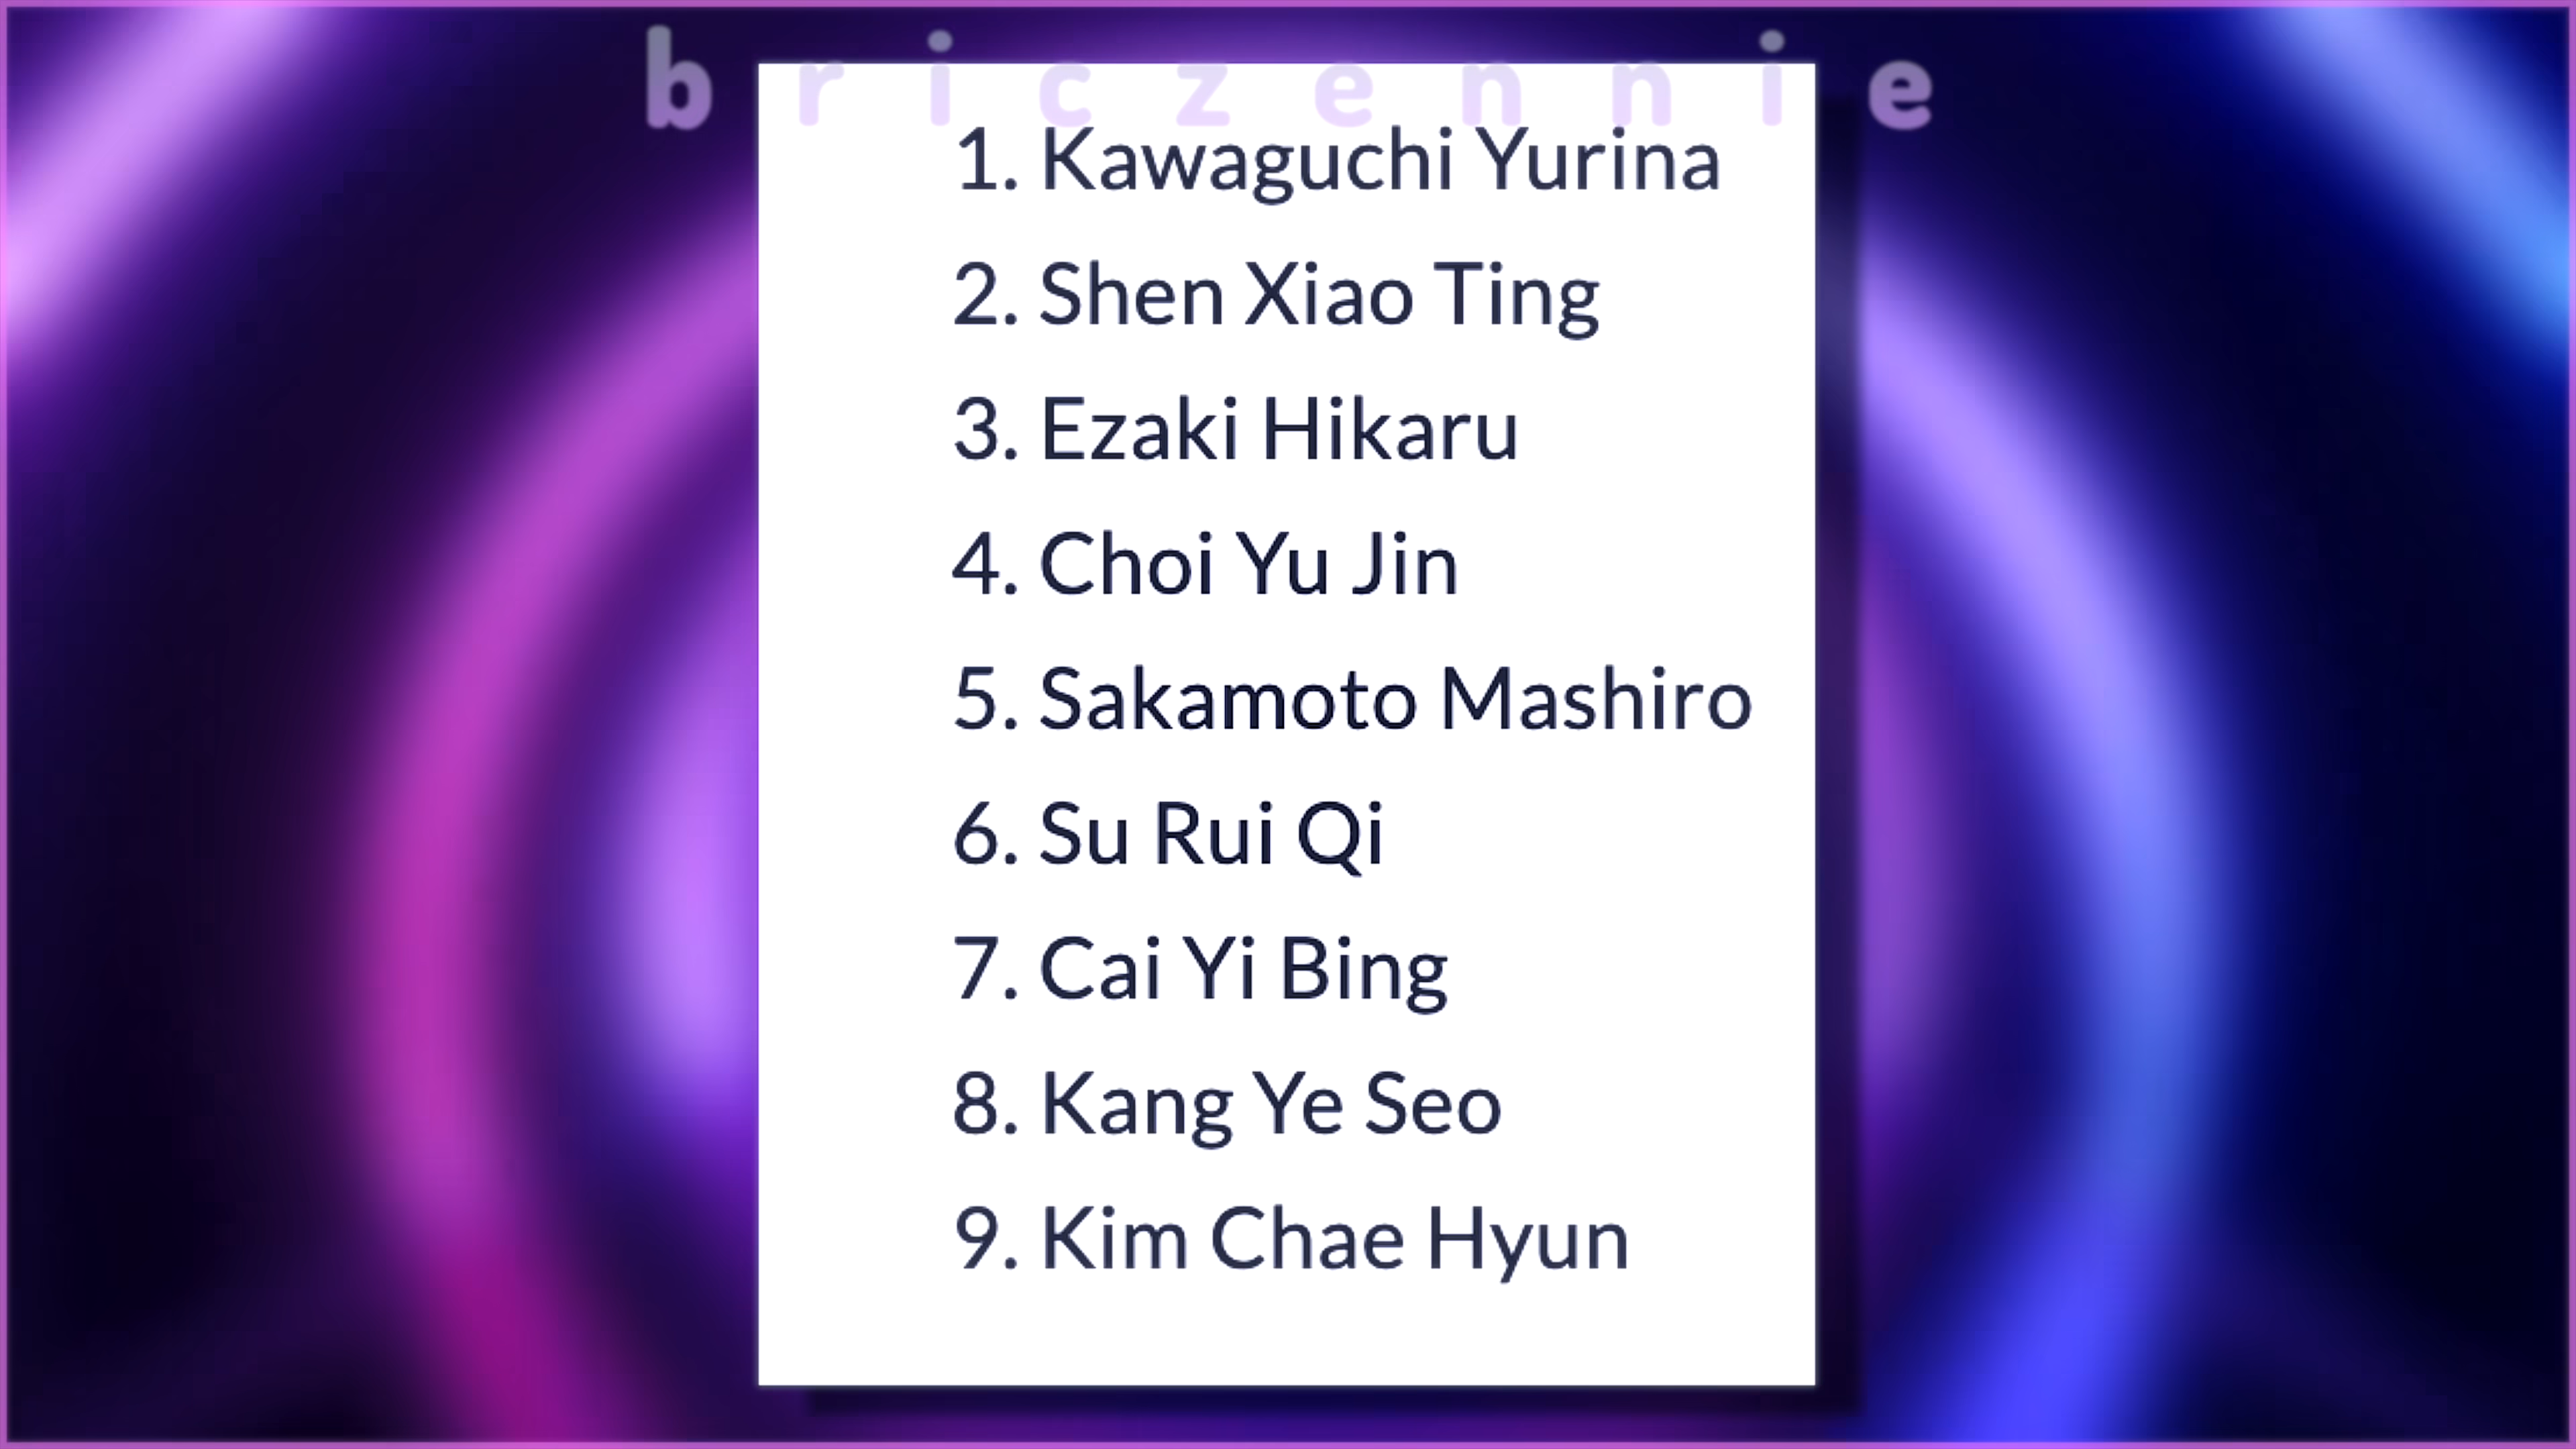 briczennie
1. Kawaguchi Yurina
2. Shen Xiao Ting
3. Ezaki Hikaru
4. Choi Yu Jin
5. Sakamoto Mashiro
6. Su Rui Qi
7. Cai Yi Bing
8. Kang Ye Seo
9. Kim Chae Hyun